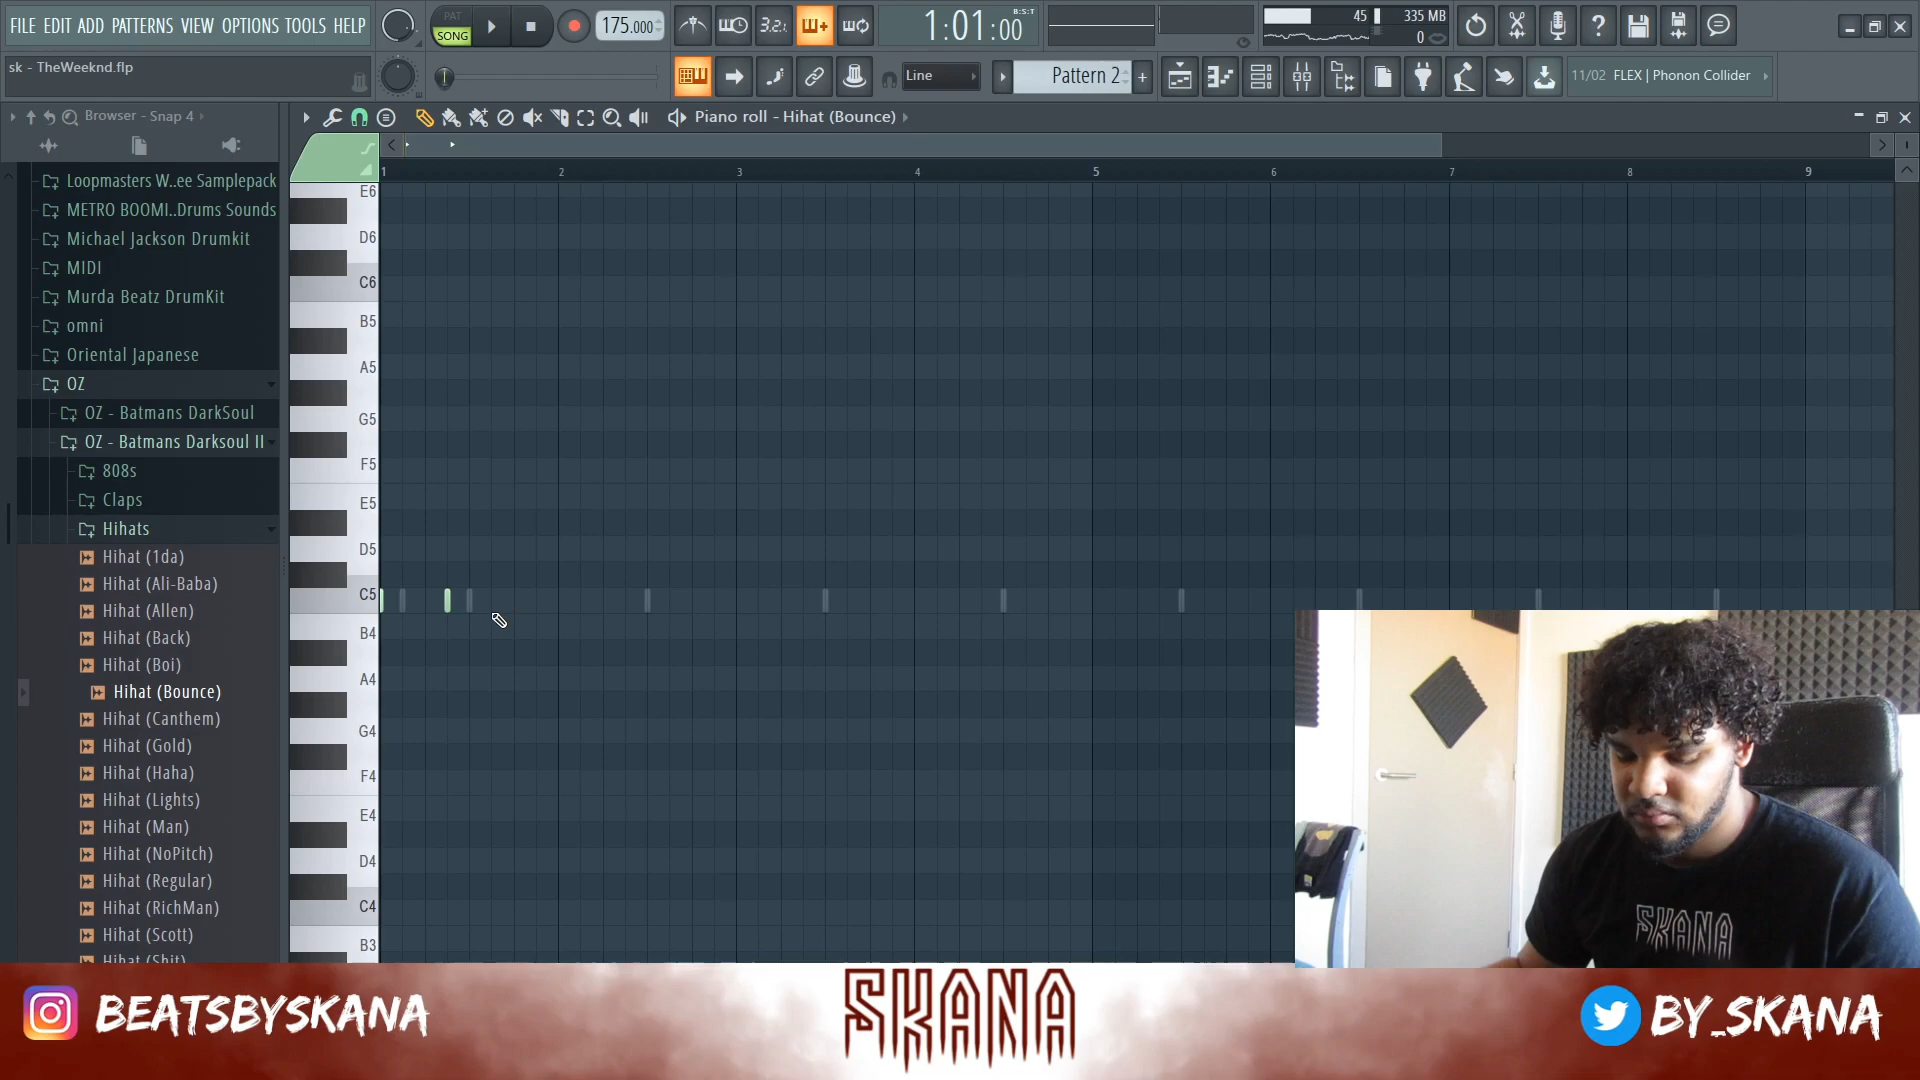 FILE EDIT ADD PATTERNS VIEW OPTIONS TOOLS HELP
PAT
SONG
175.000
3.2.
1:01:00
B:S:T
45
335 MB
0
sk - TheWeeknd.flp
Line
Pattern 2
11/02 FLEX | Phonon Collider
Browser - Snap 4
Piano roll - Hihat (Bounce)
1 2 3 4 5 6 7 8 9
Loopmasters W..ee Samplepack
METRO BOOMI..Drums Sounds
Michael Jackson Drumkit
MIDI
Murda Beatz DrumKit
omni
Oriental Japanese
OZ
OZ - Batmans DarkSoul
OZ - Batmans Darksoul II
808s
Claps
Hihats
Hihat (1da)
Hihat (Ali-Baba)
Hihat (Allen)
Hihat (Back)
Hihat (Boi)
Hihat (Bounce)
Hihat (Canthem)
Hihat (Gold)
Hihat (Haha)
Hihat (Lights)
Hihat (Man)
Hihat (NoPitch)
Hihat (Regular)
Hihat (RichMan)
Hihat (Scott)
Hihat (Shit)
E6
D6
C6
B5
A5
G5
F5
E5
D5
C5
B4
A4
G4
F4
E4
D4
C4
B3
SKANA
BEATSBYSKANA
SKANA
BY_SKANA